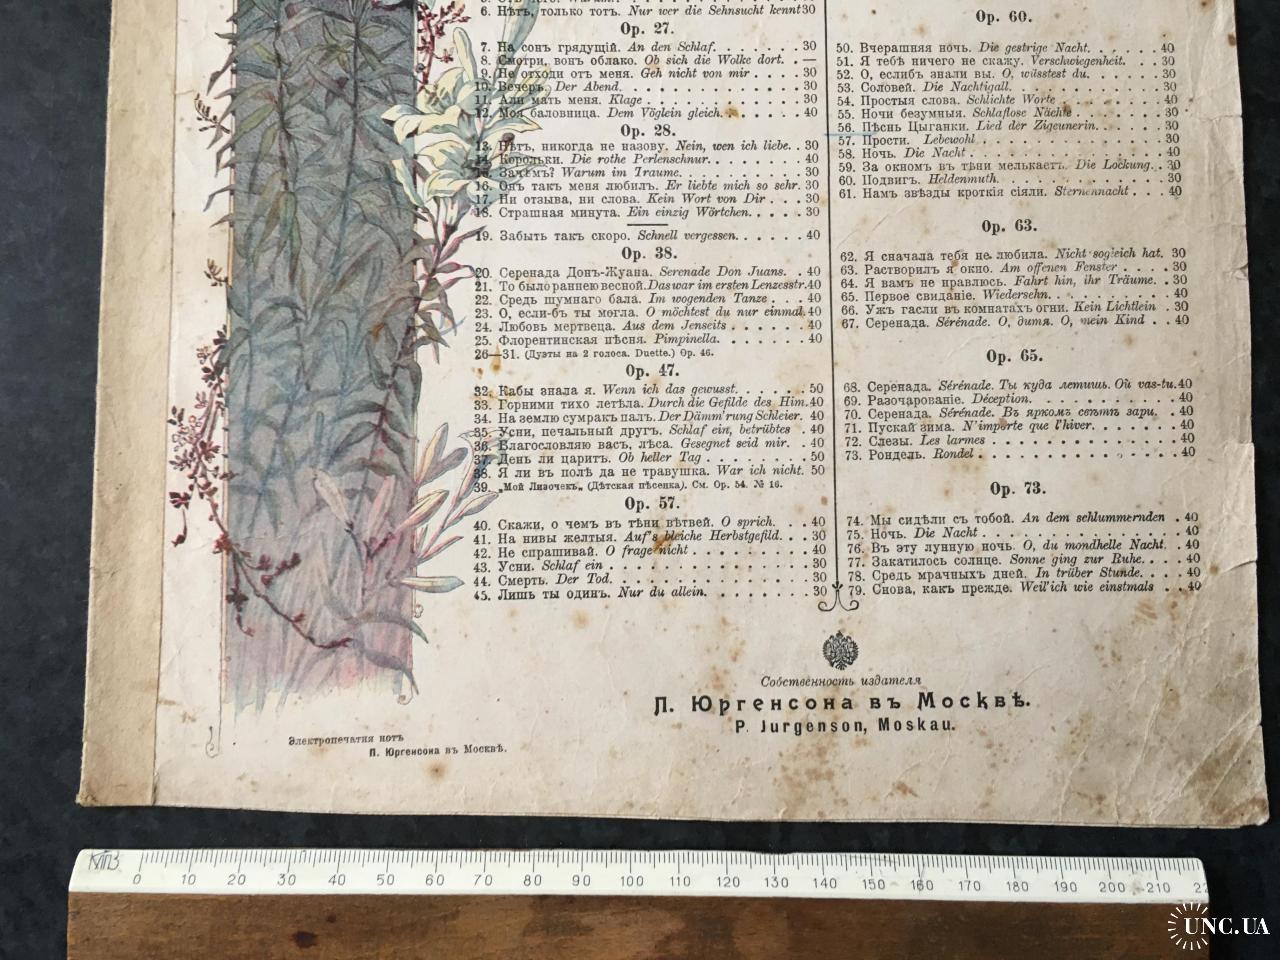 6. Нѣтъ, только тотъ. Nur wer die Sehnsucht kennt 30
Op. 27.
7. На сонъ грядущій. An den Schlaf. . . . . . . . 30
8. Смотри, вонъ облако. Ob sich die Wolke dort. . —
9. Не отходи отъ меня. Geh nicht von mir . . . . 30
10. Вечеръ. Der Abend. . . . . . . . . . . . . 30
11. Али мать меня. Klage . . . . . . . . . . . 30
12. Моя баловница. Dem Vöglein gleich. . . . . . . 40
Op. 28.
13. Нѣтъ, никогда не назову. Nein, wen ich liebe. . 30
14. Корольки. Die rothe Perlenschnur. . . . . . . . 40
15. Зачѣмъ? Warum im Traume. . . . . . . . . . 30
16. Онъ такъ меня любилъ. Er liebte mich so sehr. 30
17. Ни отзыва, ни слова. Kein Wort von Dir . . . 30
18. Страшная минута. Ein einzig Wörtchen. . . . . 30
19. Забыть такъ скоро. Schnell vergessen. . . . . . 40
Op. 38.
20. Серенада Донъ-Жуана. Serenade Don Juans. . 40
21. То было раннею весной. Das war im ersten Lenzesstr. 40
22. Средь шумнаго бала. Im wogenden Tanze . . . 40
23. О, если-бъ ты могла. O möchtest du nur einmal. 40
24. Любовь мертвеца. Aus dem Jenseits . . . . . . 40
25. Флорентинская пѣсня. Pimpinella. . . . . . . . 40
26—31. (Дуэты на 2 голоса. Duette.) Op. 46.
Op. 47.
32. Кабы знала я. Wenn ich das gewusst. . . . . . 50
33. Горними тихо летѣла. Durch die Gefilde des Him. 40
34. На землю сумракъ палъ. Der Dämm'rung Schleier. 40
35. Усни, печальный другъ. Schlaf ein, betrübtes . 40
36. Благословляю васъ, лѣса. Gesegnet seid mir. . . 40
37. День ли царитъ. Ob heller Tag . . . . . . . . 50
38. Я ли въ полѣ да не травушка. War ich nicht. 50
39. „Мой Лизочекъ„ (Дѣтская пѣсенка). См. Op. 54. № 16.
Op. 57.
40. Скажи, о чемъ въ тѣни вѣтвей. O sprich. . . 40
41. На нивы желтыя. Auf's bleiche Herbstgefild. . . 30
42. Не спрашивай. O frage nicht . . . . . . . . . 40
43. Усни. Schlaf ein . . . . . . . . . . . . . . 30
44. Смерть. Der Tod. . . . . . . . . . . . . . 30
45. Лишь ты одинъ. Nur du allein. . . . . . . . . 30
Op. 60.
50. Вчерашняя ночь. Die gestrige Nacht. . . . . . 40
51. Я тебѣ ничего не скажу. Verschwiegenheit. . . . 30
52. О, еслибъ знали вы. O, wüsstest du. . . . . . 30
53. Соловей. Die Nachtigall. . . . . . . . . . . . 30
54. Простыя слова. Schlichte Worte . . . . . . . . 40
55. Ночи безумныя. Schlaflose Nächte . . . . . . . 30
56. Пѣснь Цыганки. Lied der Zigeunerin. . . . . . 30
57. Прости. Lebewohl . . . . . . . . . . . . . . 30
58. Ночь. Die Nacht . . . . . . . . . . . . . . 40
59. За окномъ въ тѣни мелькаетъ. Die Lockung. . 30
60. Подвигъ. Heldenmuth. . . . . . . . . . . . . 30
61. Намъ звѣзды кроткія сіяли. Sternennacht . . . 40
Op. 63.
62. Я сначала тебя не любила. Nicht sogleich hat. 30
63. Растворилъ я окно. Am offenen Fenster . . . . 30
64. Я вамъ не нравлюсь. Fahrt hin, ihr Träume. . 30
65. Первое свиданіе. Wiedersehn. . . . . . . . . . 40
66. Ужъ гасли въ комнатахъ огни. Kein Lichtlein . 30
67. Серенада. Sérénade. О, дитя. O, mein Kind . . 40
Op. 65.
68. Серенада. Sérénade. Ты куда летишь. Où vas-tu. 40
69. Разочарованіе. Déception. . . . . . . . . . . . 40
70. Серенада. Sérénade. Въ яркомъ свѣтѣ зари. . . 40
71. Пускай зима. N'importe que l'hiver. . . . . . . 40
72. Слезы. Les larmes . . . . . . . . . . . . . . 40
73. Рондель. Rondel . . . . . . . . . . . . . . . 40
Op. 73.
74. Мы сидѣли съ тобой. An dem schlummernden . 40
75. Ночь. Die Nacht . . . . . . . . . . . . . . 40
76. Въ эту лунную ночь. O, du mondhelle Nacht. . 40
77. Закатилось солнце. Sonne ging zur Ruhe. . . . 40
78. Средь мрачныхъ дней. In trüber Stunde. . . . 40
79. Снова, какъ прежде. Weil'ich wie einstmals . . 40
Собственность издателя
П. Юргенсона въ Москвѣ.
P. Jurgenson, Moskau.
Электропечатня нотъ
П. Юргенсона въ Москвѣ.
0 10 20 30 40 50 60 70 80 90 100 110 120 130 140 150 160 170 180 190 200 210
UNC.UA